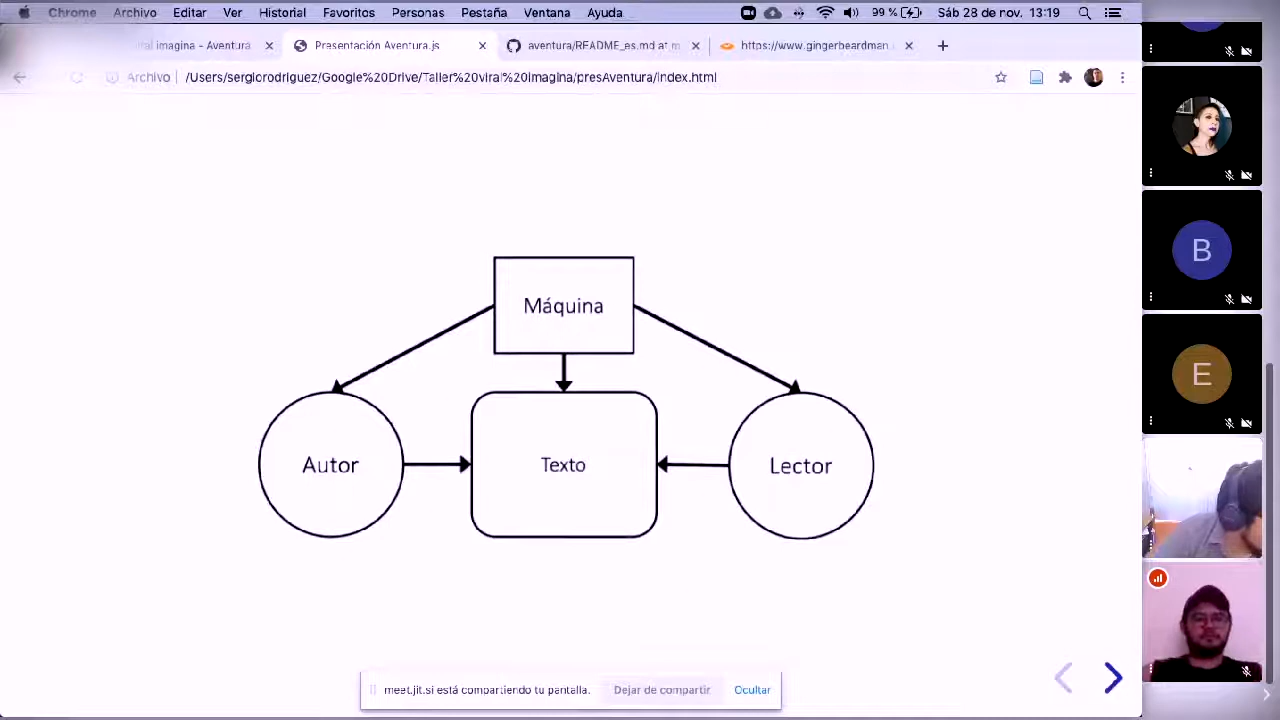 Chrome Archivo Editar Ver Historial Favoritos Personas Pestaña Ventana Ayuda 99 % Sáb 28 de nov. 13:19
imagina - Aventura Presentación Aventura.js aventura/README_es.md at m https://www.gingerbeardman.
Archivo /Users/sergiorodriguez/Google%20Drive/Taller%20viral%20imagina/presAventura/index.html
Máquina
Autor
Texto
Lector
B
E
meet.jit.si está compartiendo tu pantalla. Dejar de compartir Ocultar